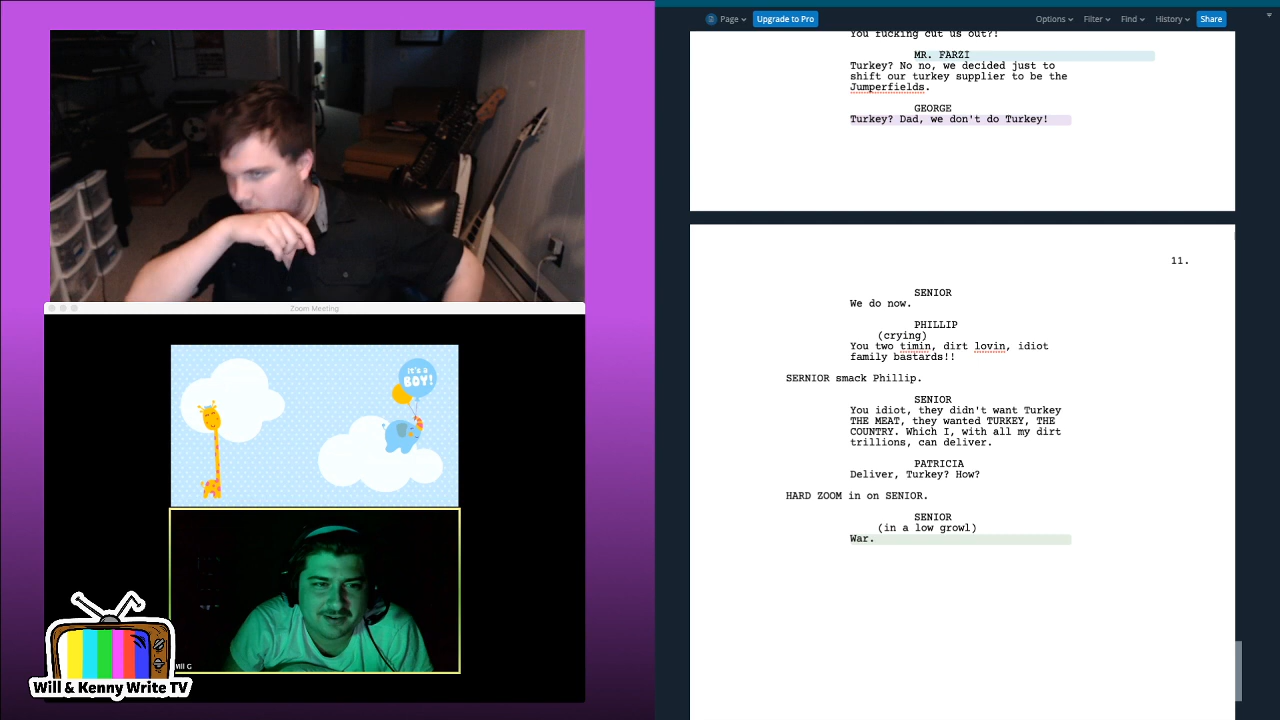 Page
Upgrade to Pro
Options
Filter
Find
History
Share
You fucking cut us out?!
MR. FARZI
Turkey? No no, we decided just to
shift our turkey supplier to be the
Jumperfields.
GEORGE
Turkey? Dad, we don't do Turkey!
11.
SENIOR
We do now.
PHILLIP
(crying)
You two timin, dirt lovin, idiot
family bastards!!
SERNIOR smack Phillip.
SENIOR
You idiot, they didn't want Turkey
THE MEAT, they wanted TURKEY, THE
COUNTRY. Which I, with all my dirt
trillions, can deliver.
PATRICIA
Deliver, Turkey? How?
HARD ZOOM in on SENIOR.
SENIOR
(in a low growl)
War.
Zoom Meeting
it's a
BOY!
Will & Kenny Write TV